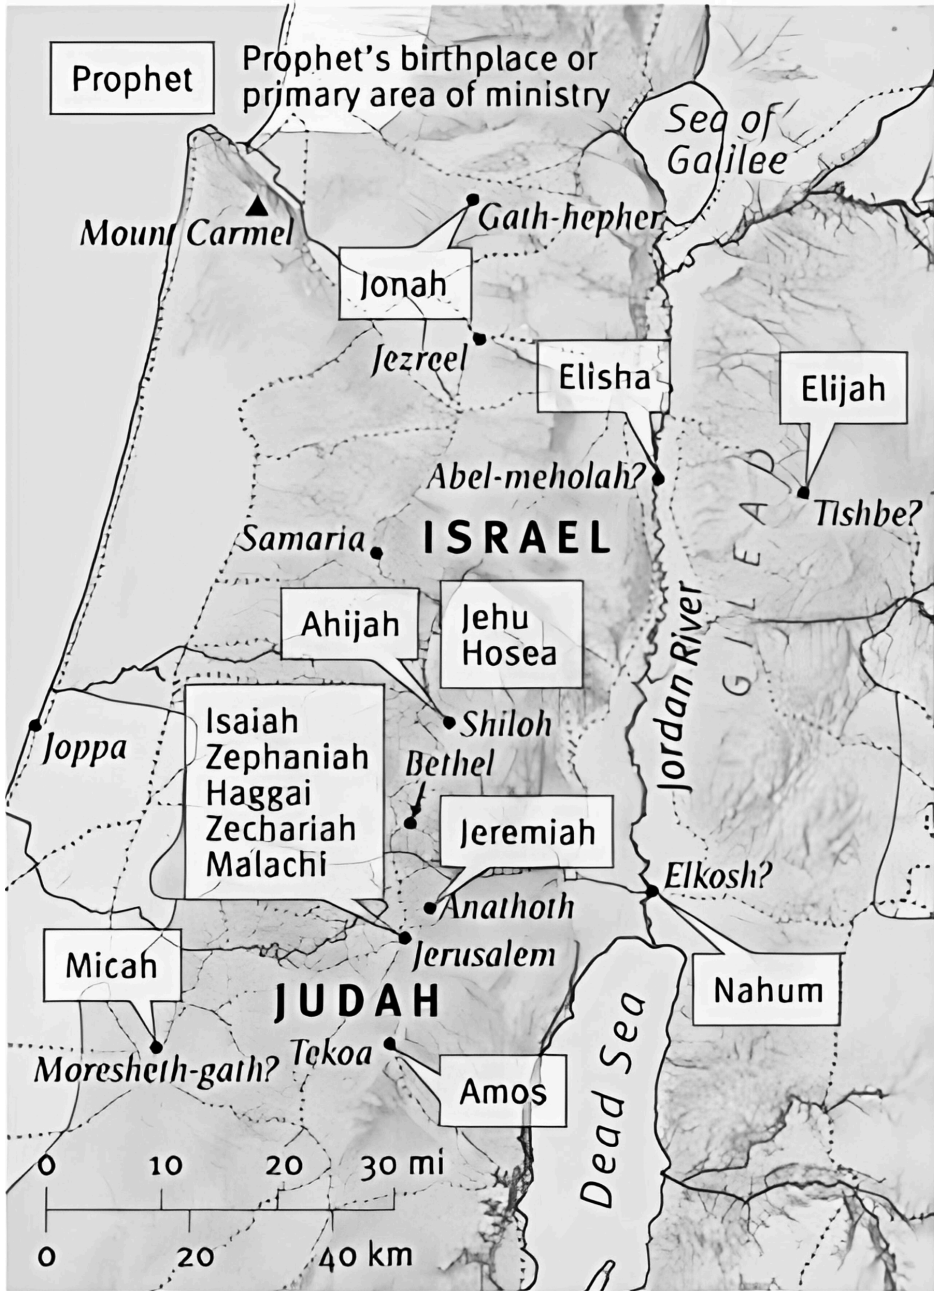 Prophet
Prophet's birthplace or
primary area of ministry
Sea of
Galilee
Mount Carmel
Gath-hepher
Jonah
Jezreel
Elisha
Elijah
Abel-meholah?
Tishbe?
Samaria
ISRAEL
GILEAD
Ahijah
Jehu
Hosea
Jordan River
Isaiah
Zephaniah
Haggai
Zechariah
Malachi
Shiloh
Joppa
Bethel
Jeremiah
Elkosh?
Anathoth
Jerusalem
Micah
Nahum
JUDAH
Tekoa
Moresheth-gath?
Amos
Dead Sea
0 10 20 30 mi
0 20 40 km